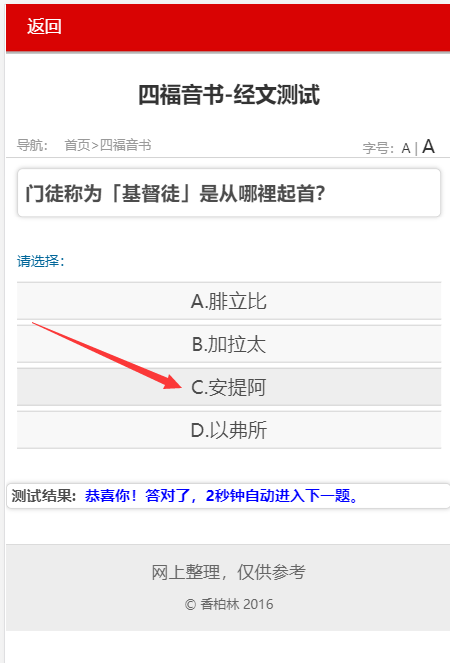 返回
四福音书-经文测试
导航： 首页>四福音书 字号：A | A
门徒称为「基督徒」是从哪裡起首?
请选择：
A.腓立比
B.加拉太
C.安提阿
D.以弗所
测试结果: 恭喜你！答对了，2秒钟自动进入下一题。
网上整理，仅供参考
© 香柏林 2016